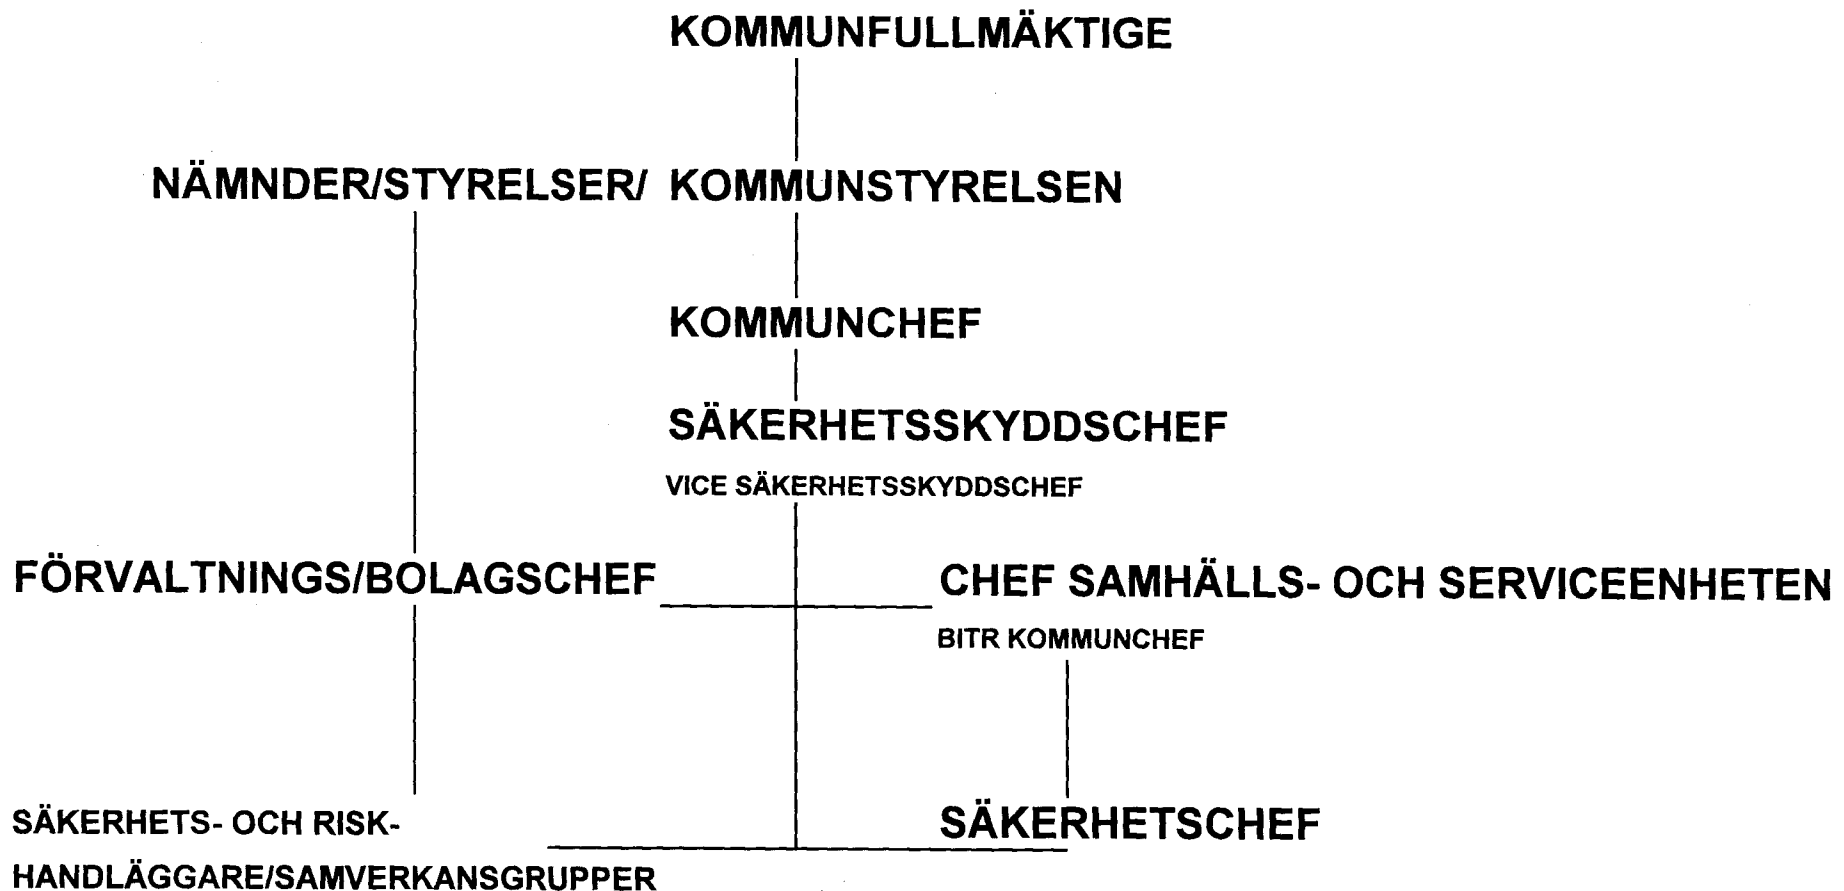 KOMMUNFULLMÄKTIGE
NÄMNDER/STYRELSER/ KOMMUNSTYRELSEN
KOMMUNCHEF
SÄKERHETSSKYDDSCHEF
VICE SÄKERHETSSKYDDSCHEF
FÖRVALTNINGS/BOLAGSCHEF
CHEF SAMHÄLLS- OCH SERVICEENHETEN
BITR KOMMUNCHEF
SÄKERHETS- OCH RISK-
HANDLÄGGARE/SAMVERKANSGRUPPER
SÄKERHETSCHEF